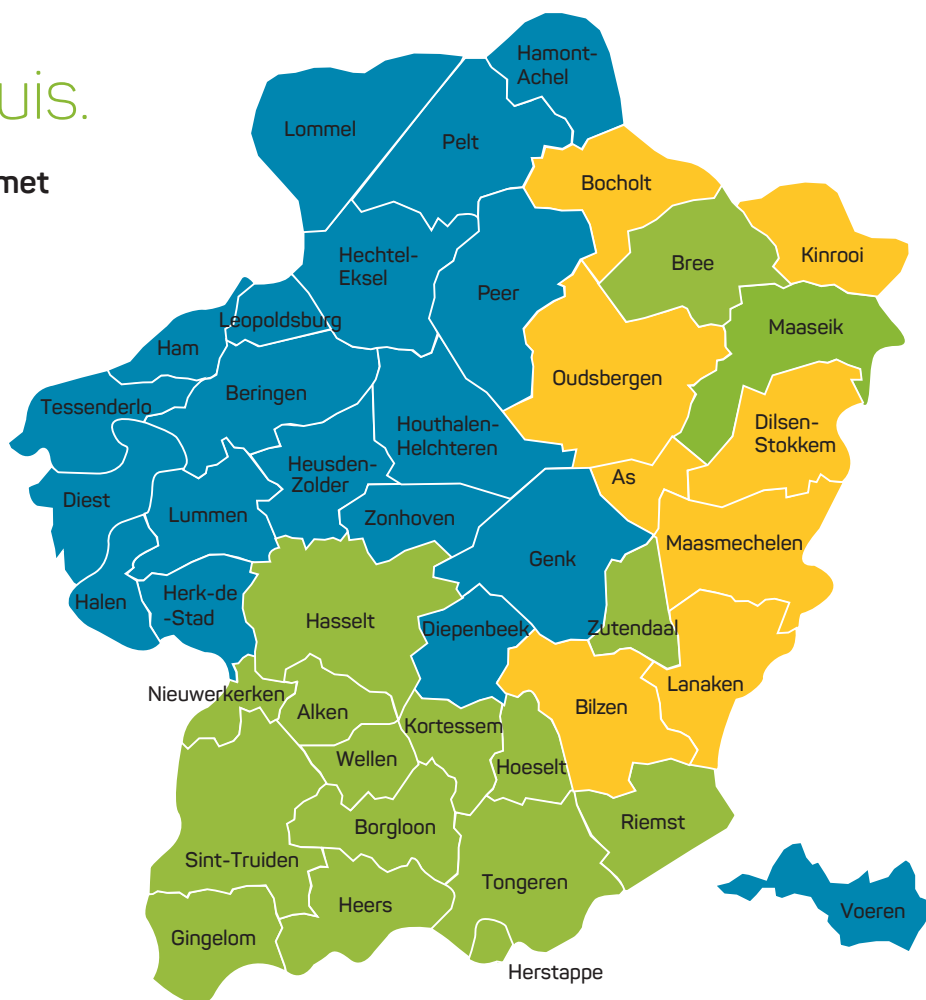 uis.
met
Hamont-
Achel
Lommel
Pelt
Bocholt
Kinrooi
Bree
Hechtel-
Eksel
Peer
Leopoldsburg
Maaseik
Ham
Oudsbergen
Beringen
Tessenderlo
Houthalen-
Helchteren
Dilsen-
Stokkem
Heusden-
Zolder
As
Diest
Lummen
Zonhoven
Maasmechelen
Genk
Halen
Herk-de
-Stad
Hasselt
Diepenbeek
Zutendaal
Nieuwerkerken
Lanaken
Alken
Bilzen
Kortessem
Wellen
Hoeselt
Borgloon
Riemst
Sint-Truiden
Tongeren
Heers
Voeren
Gingelom
Herstappe